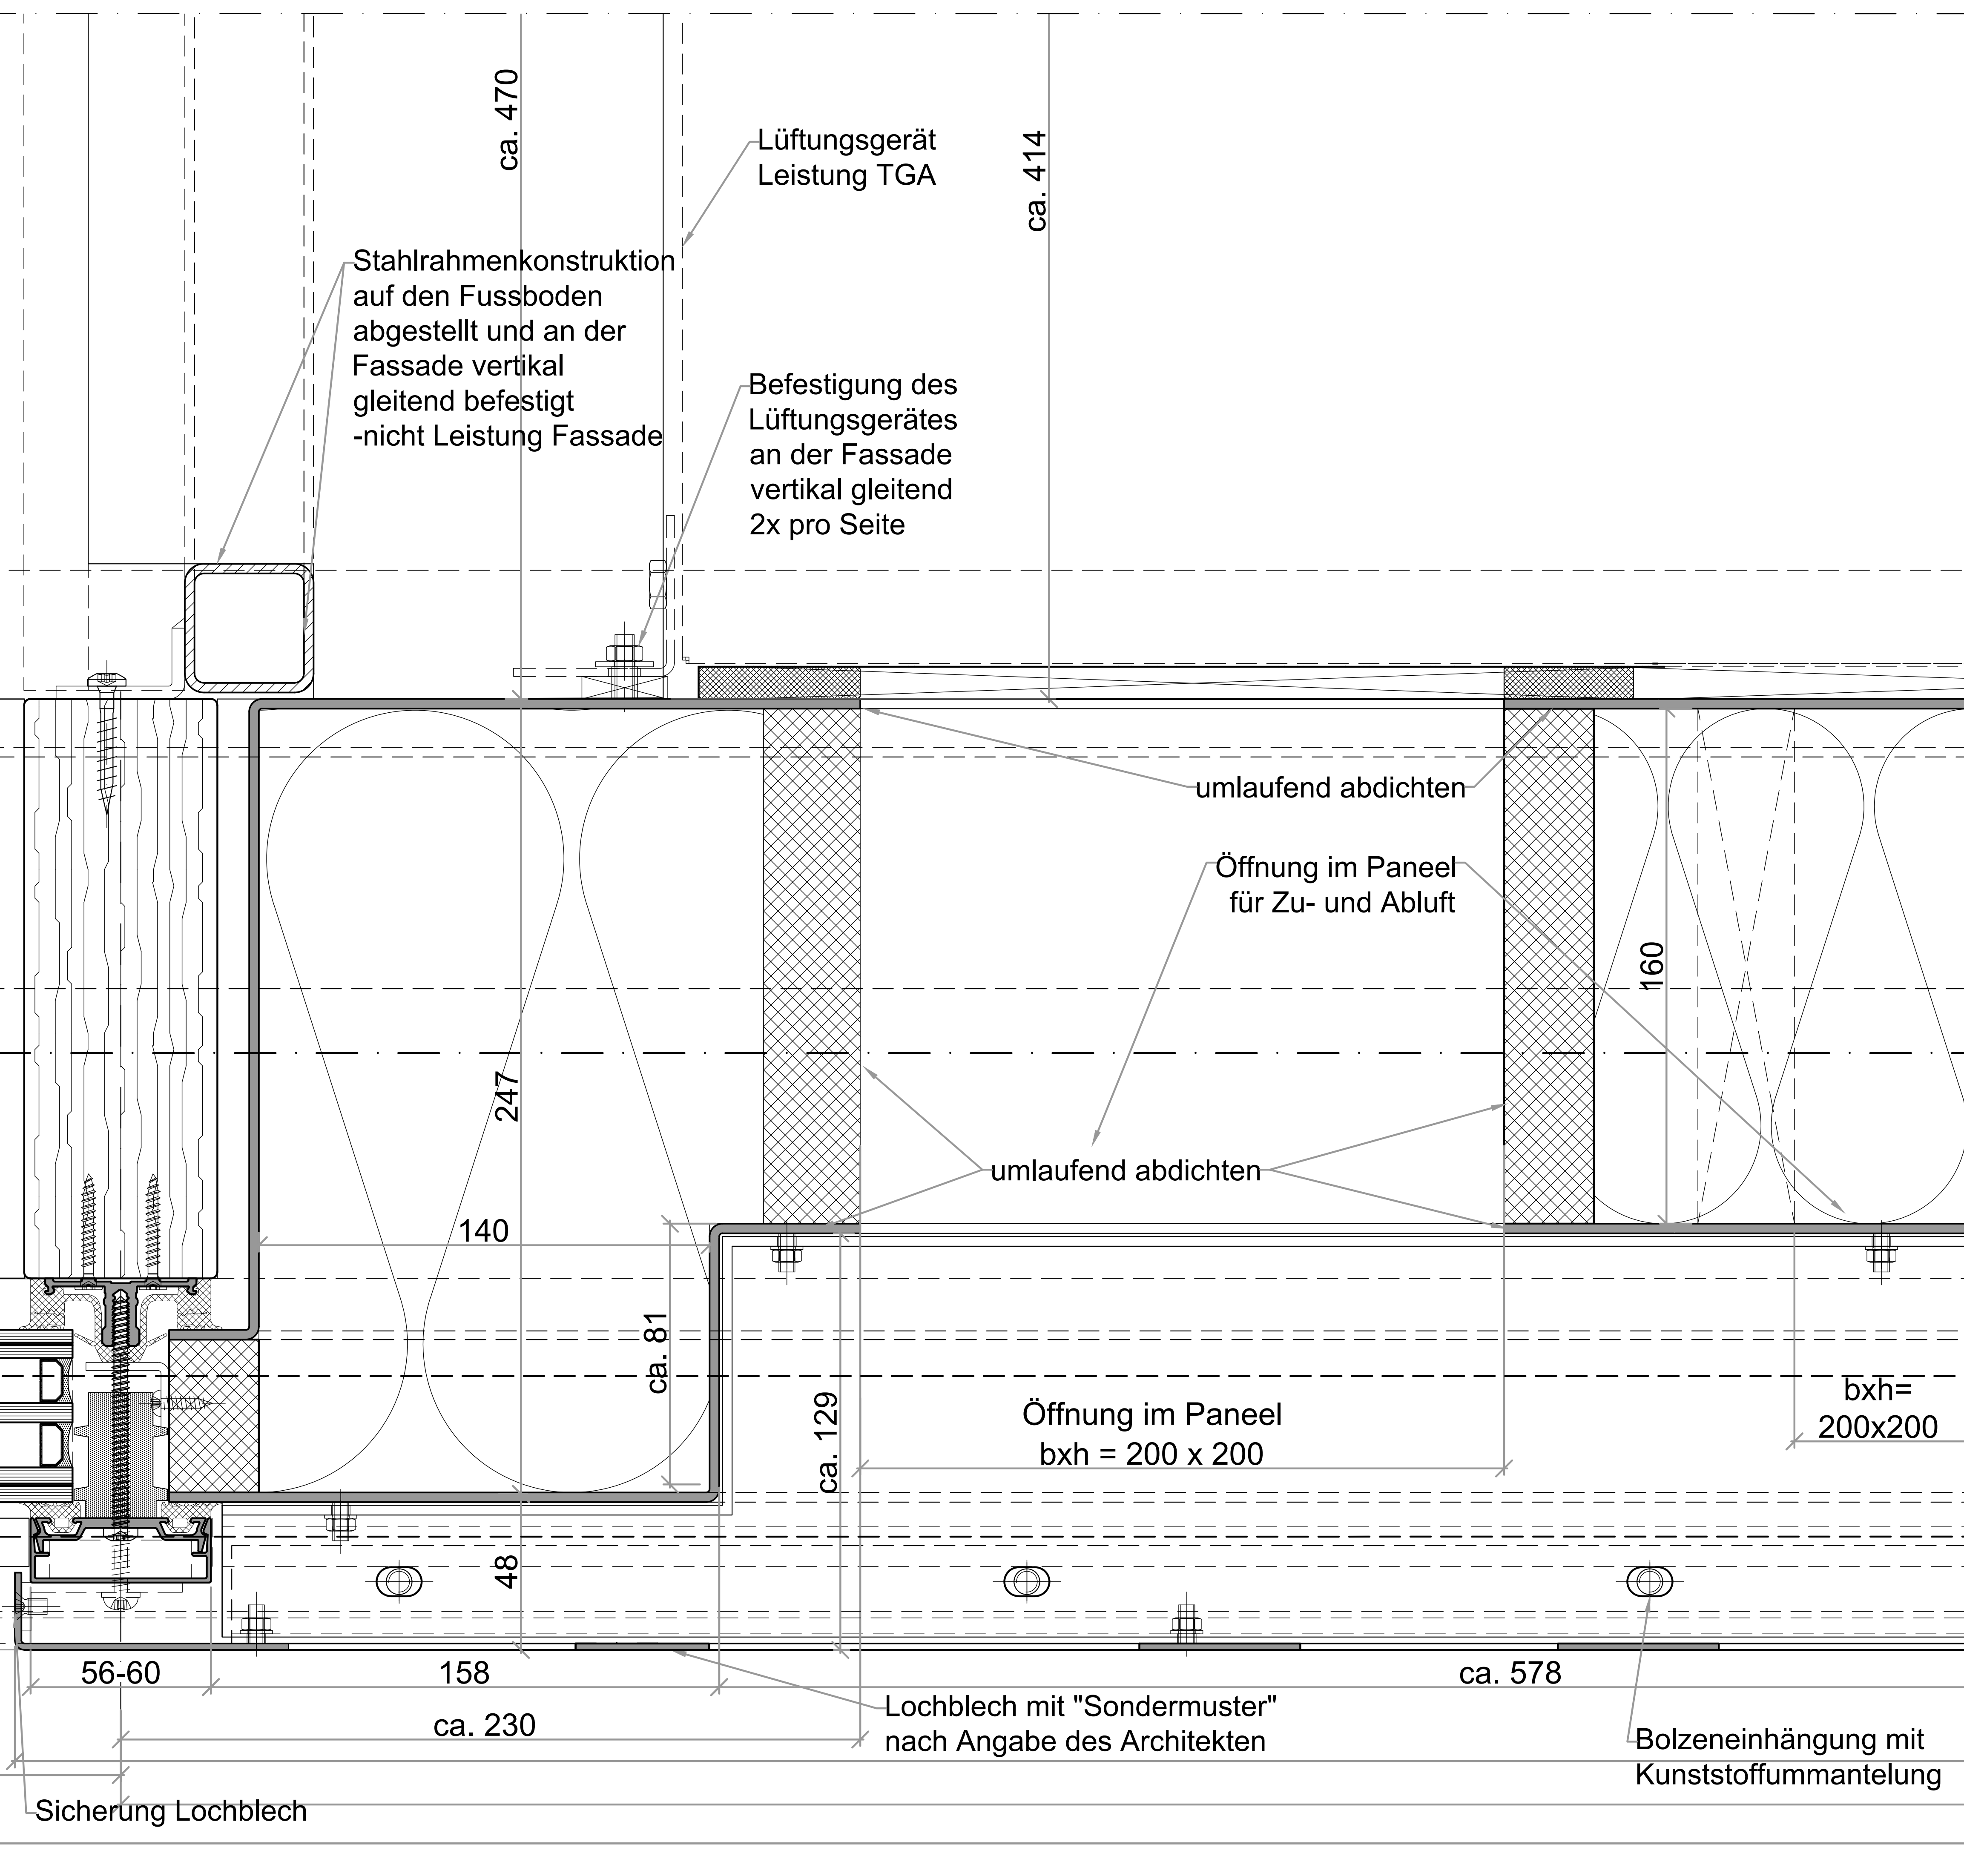 ca. 470
Lüftungsgerät
Leistung TGA
ca. 414
Stahlrahmenkonstruktion
auf den Fussboden
abgestellt und an der
Fassade vertikal
gleitend befestigt
-nicht Leistung Fassade
Befestigung des
Lüftungsgerätes
an der Fassade
vertikal gleitend
2x pro Seite
umlaufend abdichten
Öffnung im Paneel
für Zu- und Abluft
160
247
umlaufend abdichten
140
ca. 81
ca. 129
Öffnung im Paneel
bxh = 200 x 200
bxh=
200x200
48
56-60
158
ca. 578
ca. 230
Lochblech mit "Sondermuster"
nach Angabe des Architekten
Bolzeneinhängung mit
Kunststoffummantelung
Sicherung Lochblech